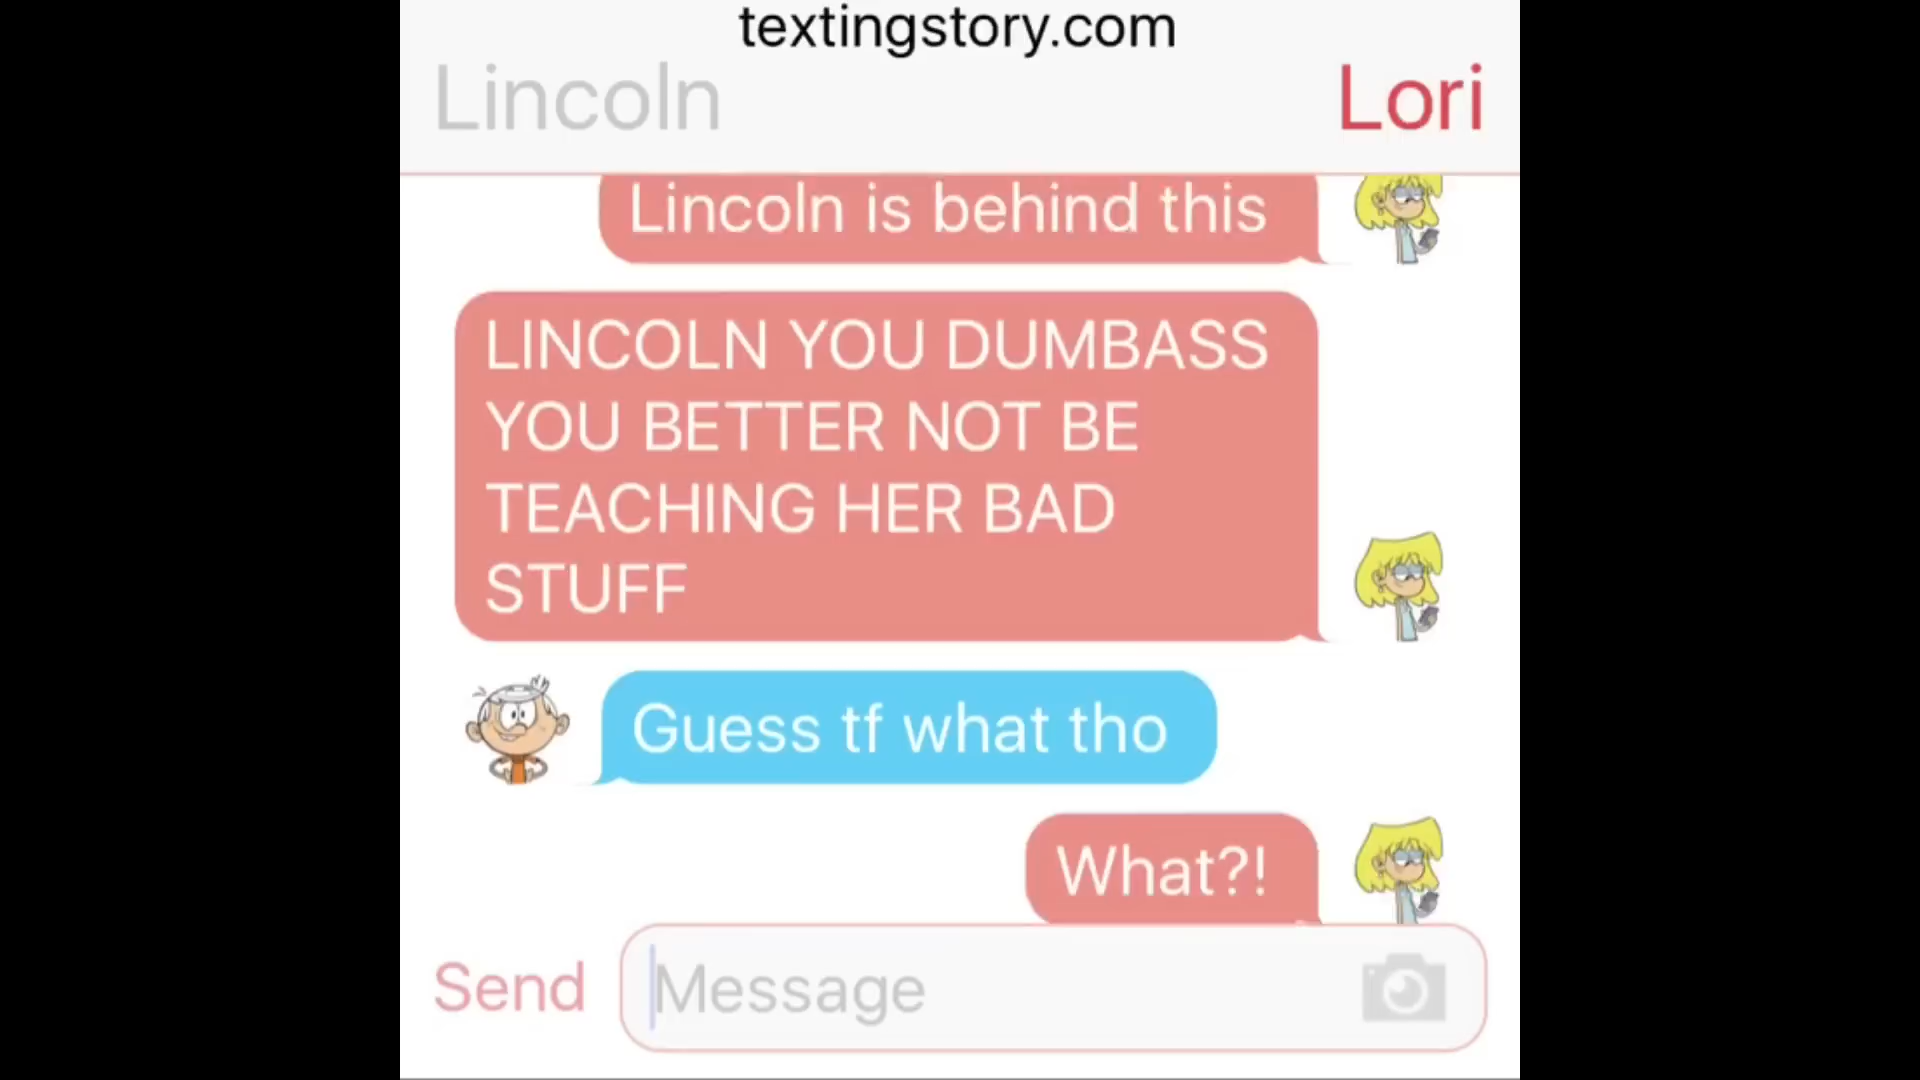 textingstory.com
Lincoln
Lori
Lincoln is behind this
LINCOLN YOU DUMBASS
YOU BETTER NOT BE
TEACHING HER BAD
STUFF
Guess tf what tho
What?!
Send
Message